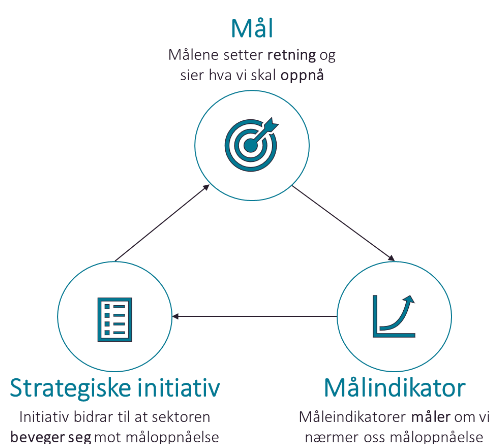 Mål
Målene setter retning og
sier hva vi skal oppnå
Strategiske initiativ
Initiativ bidrar til at sektoren
beveger seg mot måloppnåelse
Målindikator
Måleindikatorer måler om vi
nærmer oss måloppnåelse